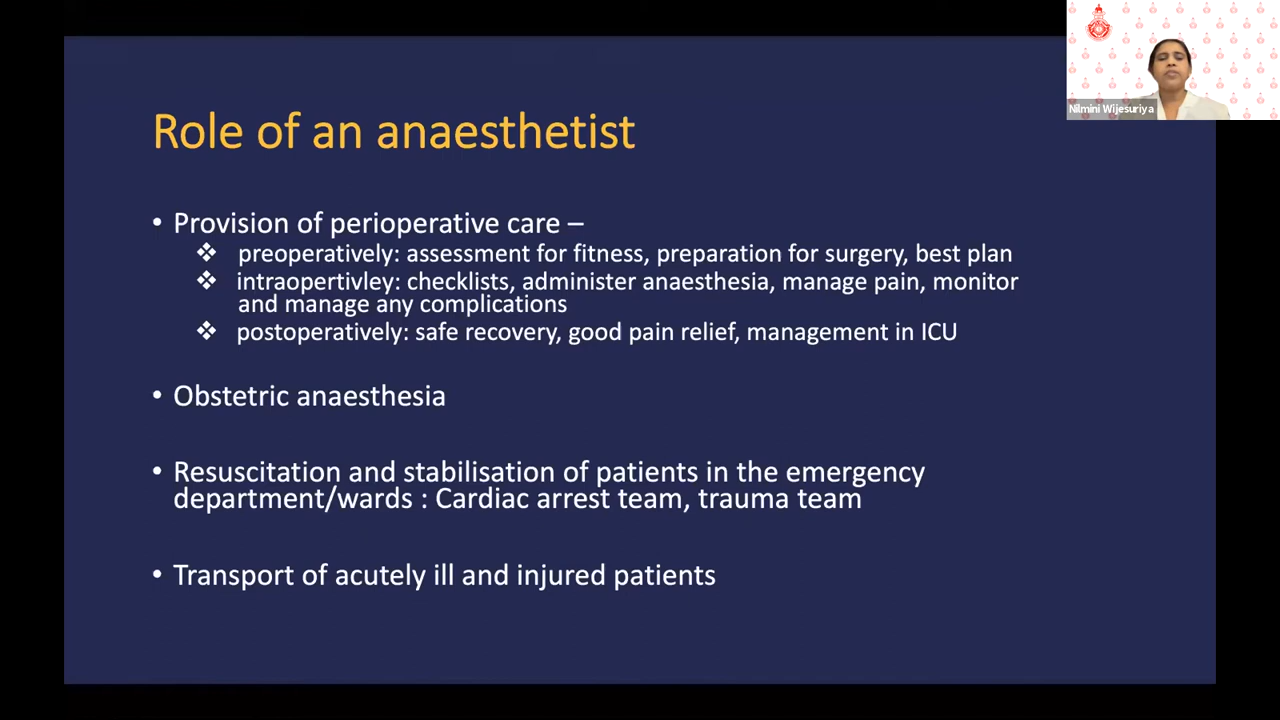 Nilmini Wijesuriya
Role of an anaesthetist
• Provision of perioperative care –
❖ preoperatively: assessment for fitness, preparation for surgery, best plan
❖ intraopertivley: checklists, administer anaesthesia, manage pain, monitor
and manage any complications
❖ postoperatively: safe recovery, good pain relief, management in ICU
• Obstetric anaesthesia
• Resuscitation and stabilisation of patients in the emergency
department/wards : Cardiac arrest team, trauma team
• Transport of acutely ill and injured patients